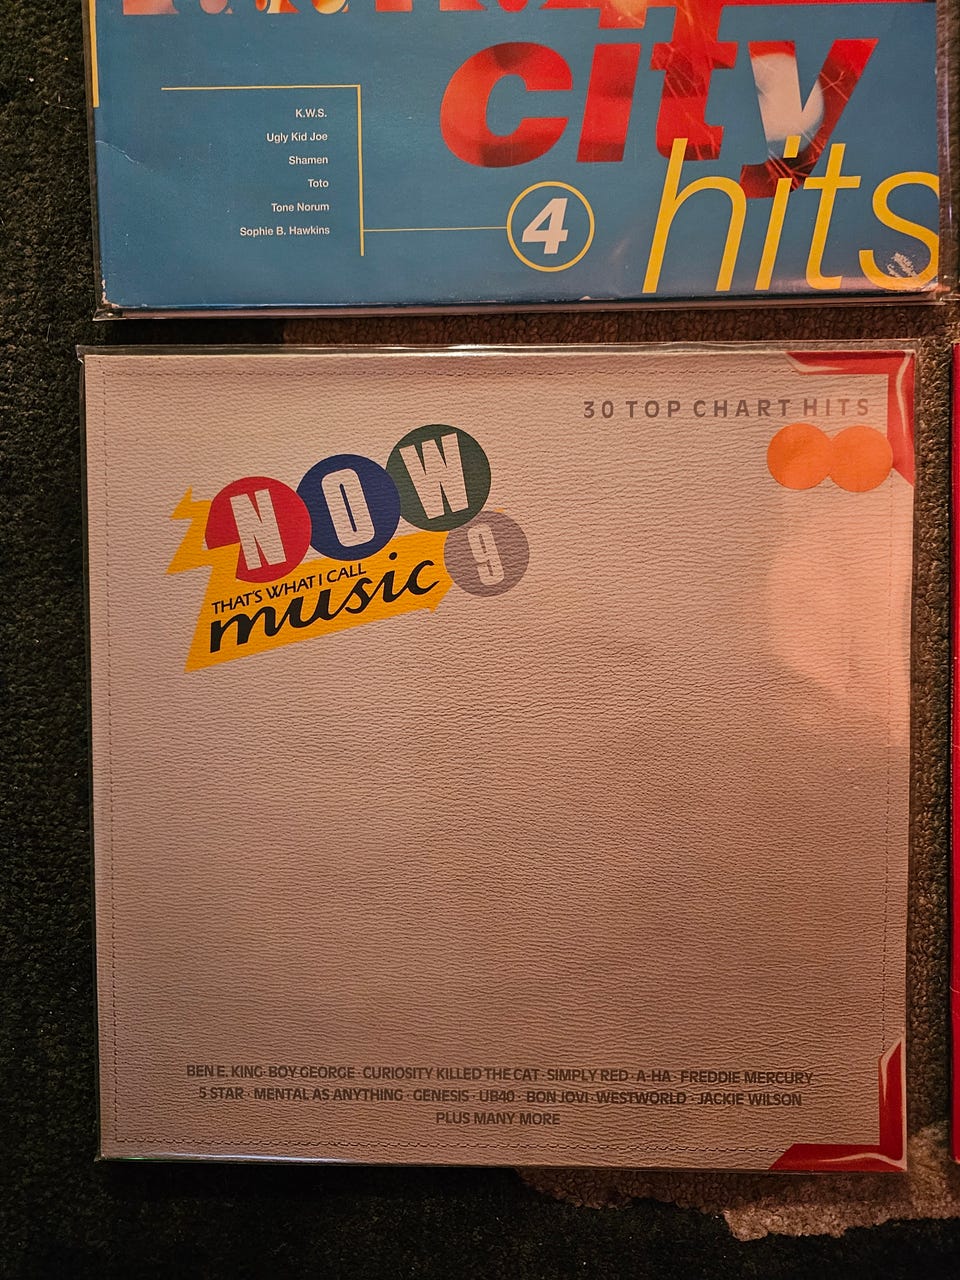 city
hits
4
K.W.S.
Ugly Kid Joe
Shamen
Toto
Tone Norum
Sophie B. Hawkins
30 TOP CHART HITS
NOW
9
THAT'S WHAT I CALL
music
BEN E. KING · BOY GEORGE · CURIOSITY KILLED THE CAT · SIMPLY RED · A-HA · FREDDIE MERCURY
5 STAR · MENTAL AS ANYTHING · GENESIS · UB40 · BON JOVI · WESTWORLD · JACKIE WILSON
PLUS MANY MORE